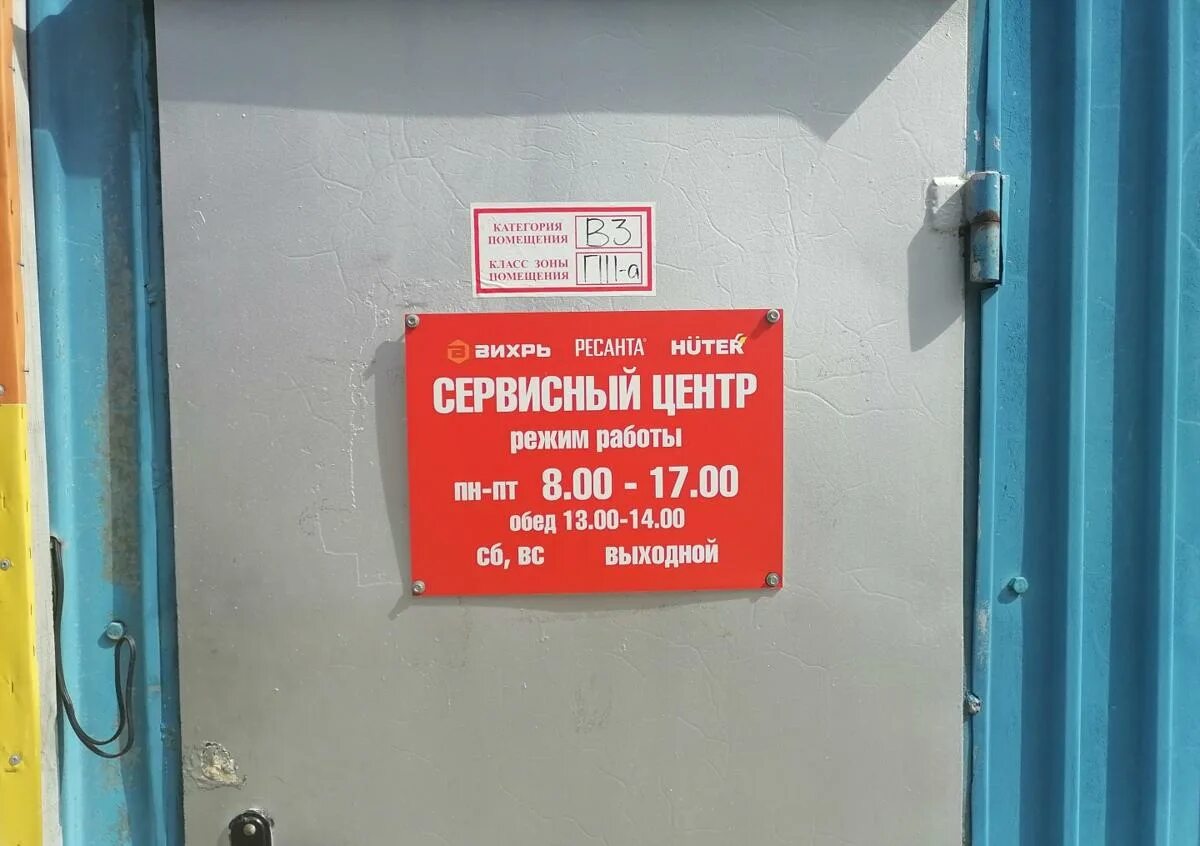 КАТЕГОРИЯ
ПОМЕЩЕНИЯ В3
КЛАСС ЗОНЫ
ПОМЕЩЕНИЯ ПIII-а
ВИХРЬ РЕСАНТА HÜTER
СЕРВИСНЫЙ ЦЕНТР
режим работы
пн-пт 8.00 - 17.00
обед 13.00-14.00
сб, вс выходной